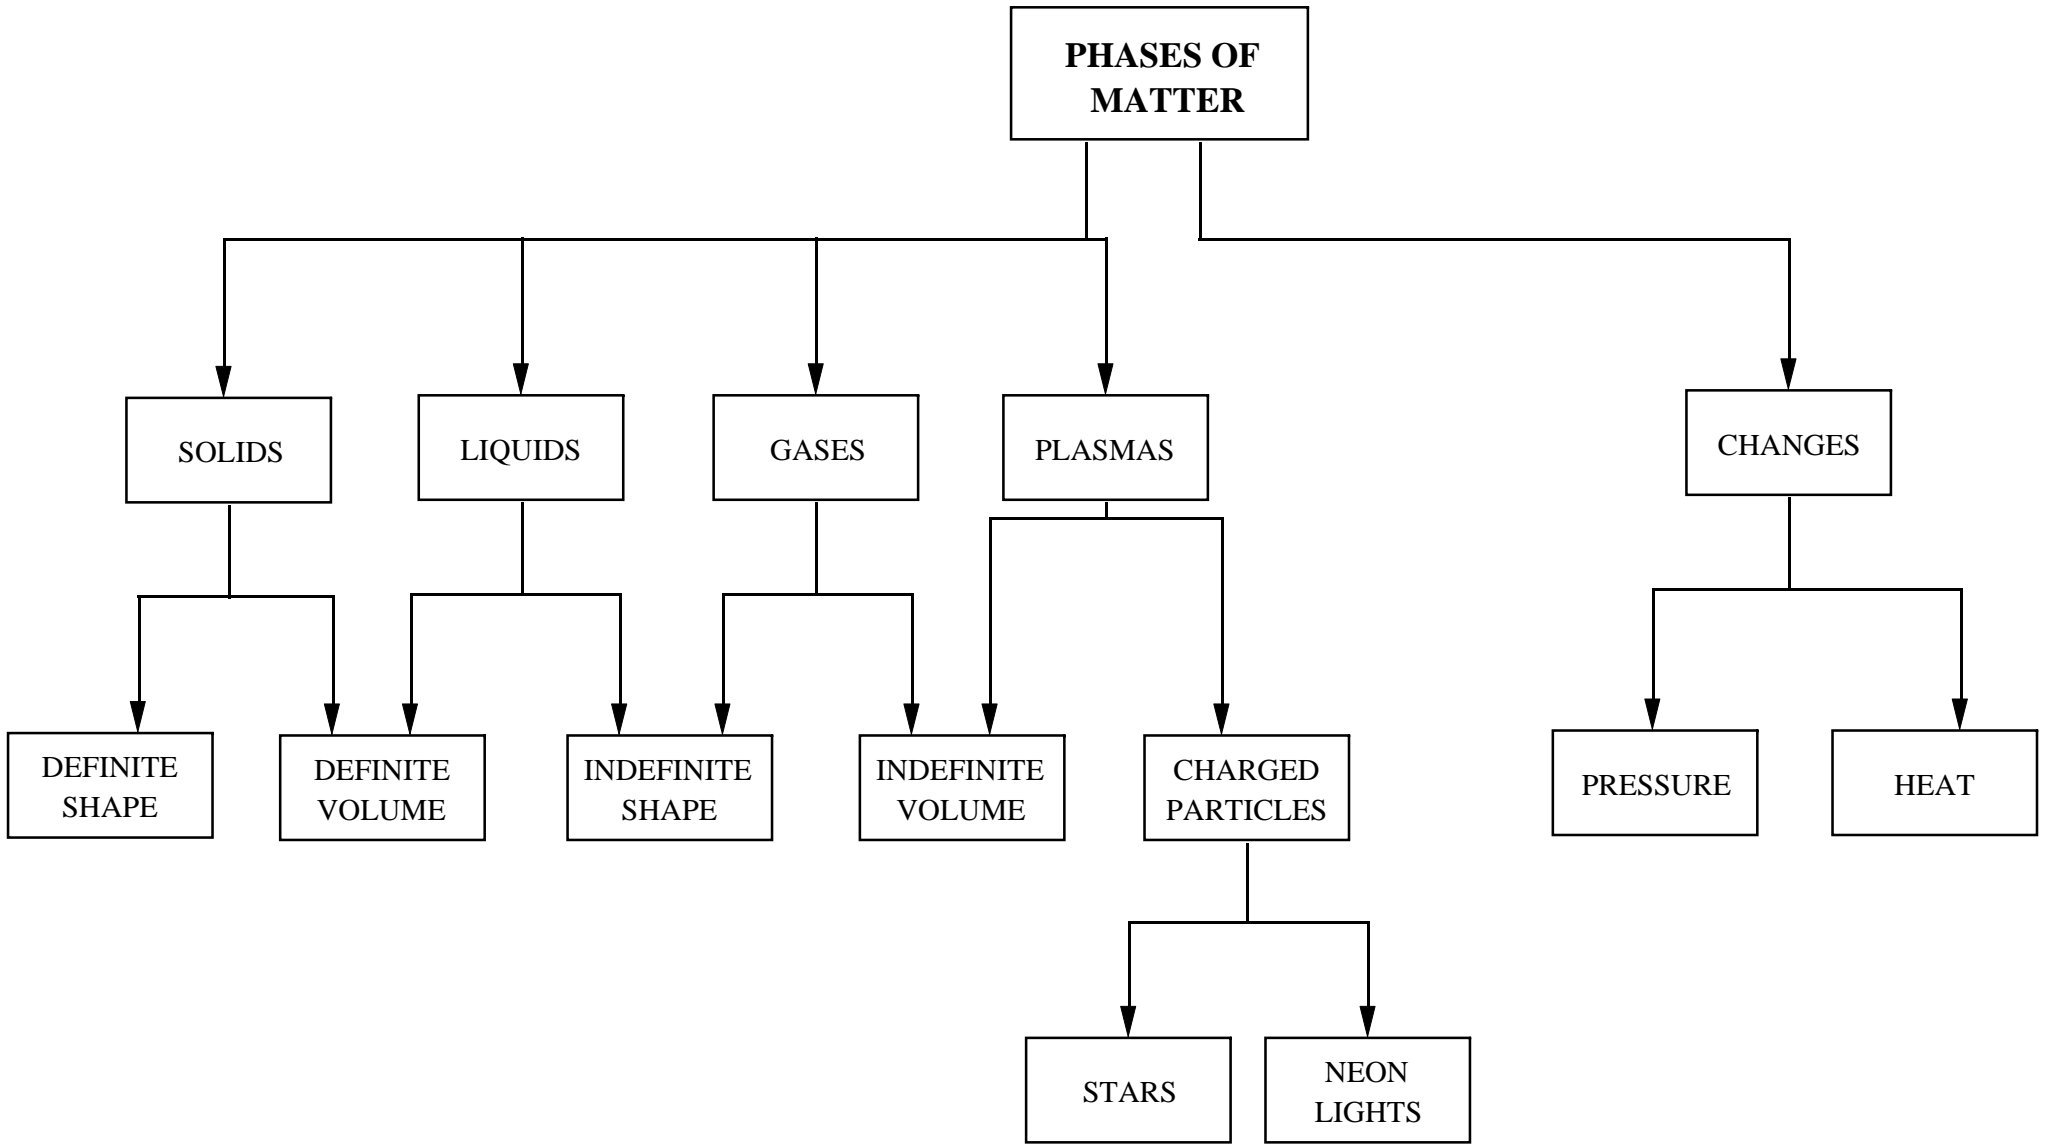 PHASES OF
MATTER
SOLIDS
LIQUIDS
GASES
PLASMAS
CHANGES
DEFINITE
SHAPE
DEFINITE
VOLUME
INDEFINITE
SHAPE
INDEFINITE
VOLUME
CHARGED
PARTICLES
PRESSURE
HEAT
STARS
NEON
LIGHTS